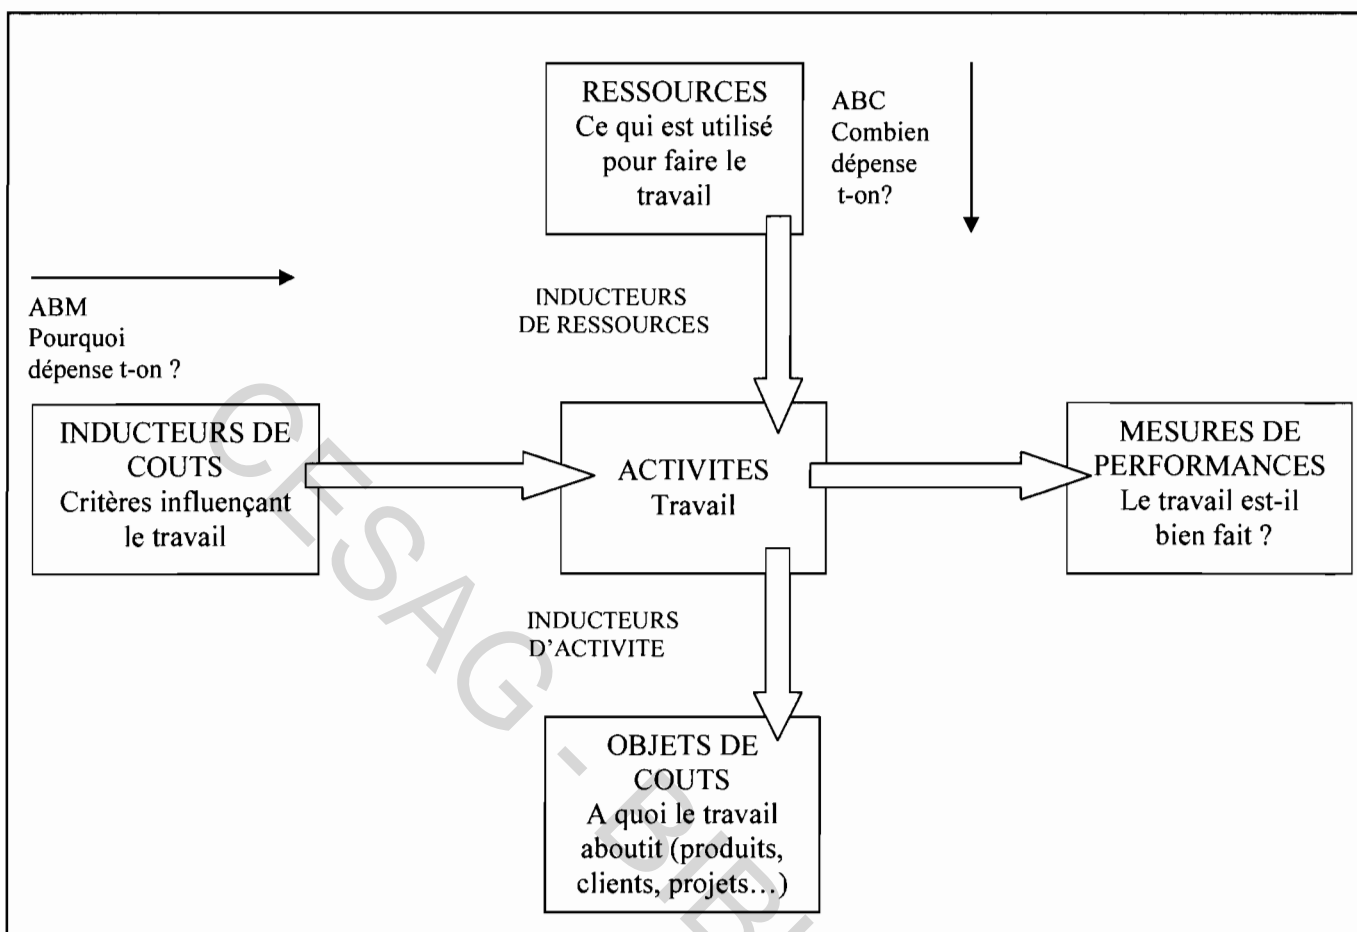 RESSOURCES
Ce qui est utilisé
pour faire le
travail
ABC
Combien
dépense
t-on?
INDUCTEURS
DE RESSOURCES
ABM
Pourquoi
dépense t-on ?
INDUCTEURS DE
COUTS
Critères influençant
le travail
ACTIVITES
Travail
MESURES DE
PERFORMANCES
Le travail est-il
bien fait ?
INDUCTEURS
D'ACTIVITE
OBJETS DE
COUTS
A quoi le travail
aboutit (produits,
clients, projets…)
CESAG - BIB